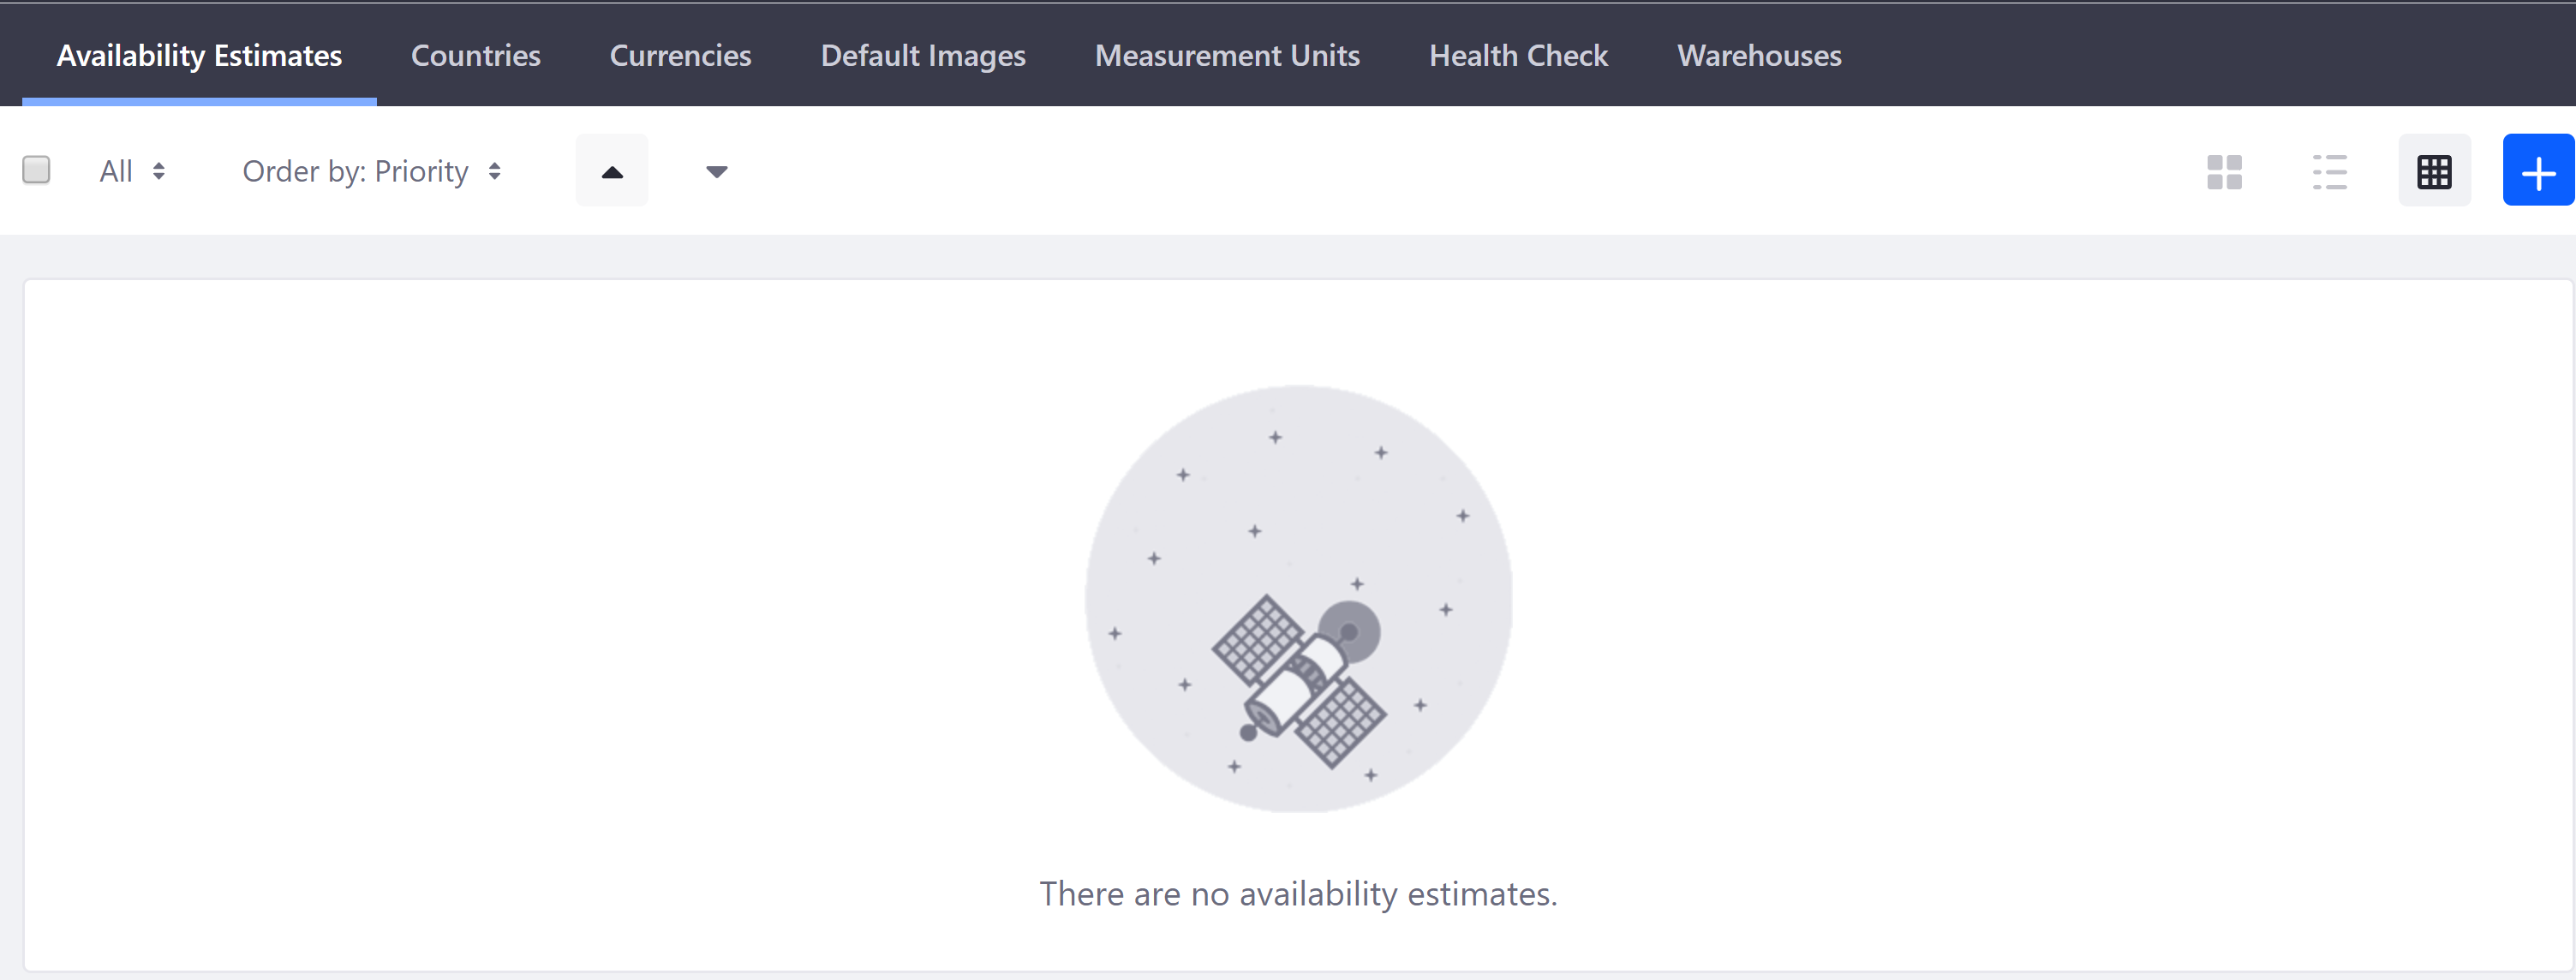 Availability Estimates Countries Currencies Default Images Measurement Units Health Check Warehouses
All Order by: Priority
There are no availability estimates.